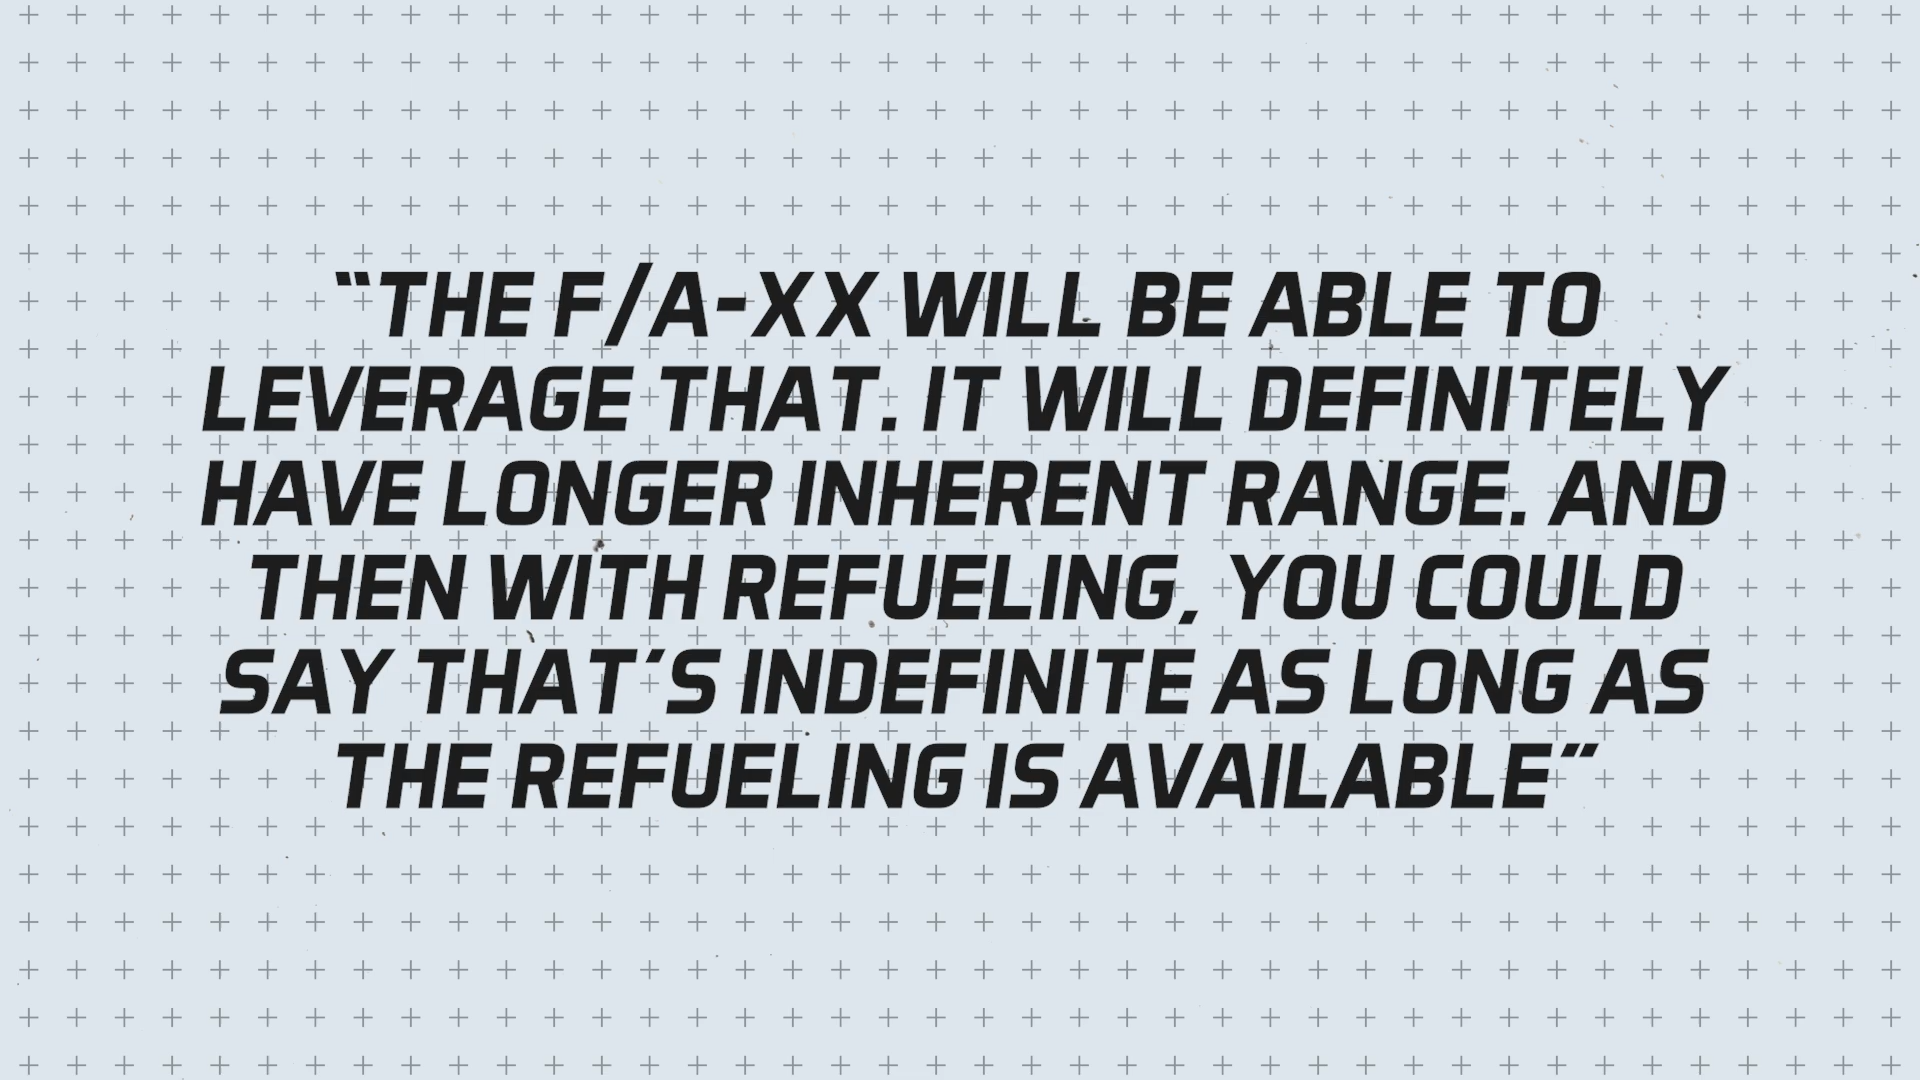 “THE F/A-XX WILL BE ABLE TO
LEVERAGE THAT. IT WILL DEFINITELY
HAVE LONGER INHERENT RANGE. AND
THEN WITH REFUELING, YOU COULD
SAY THAT’S INDEFINITE AS LONG AS
THE REFUELING IS AVAILABLE”